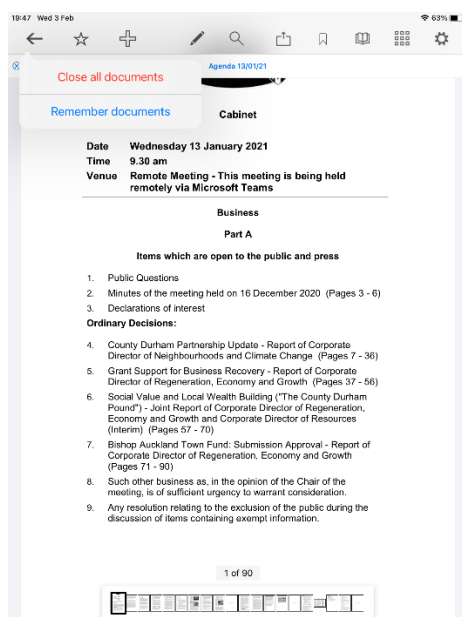 19:47 Wed 3 Feb
63%
Agenda 13/01/21
Close all documents
Remember documents
Cabinet
Date Wednesday 13 January 2021
Time 9.30 am
Venue Remote Meeting - This meeting is being held
remotely via Microsoft Teams
Business
Part A
Items which are open to the public and press
1. Public Questions
2. Minutes of the meeting held on 16 December 2020 (Pages 3 - 6)
3. Declarations of interest
Ordinary Decisions:
4. County Durham Partnership Update - Report of Corporate
Director of Neighbourhoods and Climate Change (Pages 7 - 36)
5. Grant Support for Business Recovery - Report of Corporate
Director of Regeneration, Economy and Growth (Pages 37 - 56)
6. Social Value and Local Wealth Building ("The County Durham
Pound") - Joint Report of Corporate Director of Regeneration,
Economy and Growth and Corporate Director of Resources
(Interim) (Pages 57 - 70)
7. Bishop Auckland Town Fund: Submission Approval - Report of
Corporate Director of Regeneration, Economy and Growth
(Pages 71 - 90)
8. Such other business as, in the opinion of the Chair of the
meeting, is of sufficient urgency to warrant consideration.
9. Any resolution relating to the exclusion of the public during the
discussion of items containing exempt information.
1 of 90